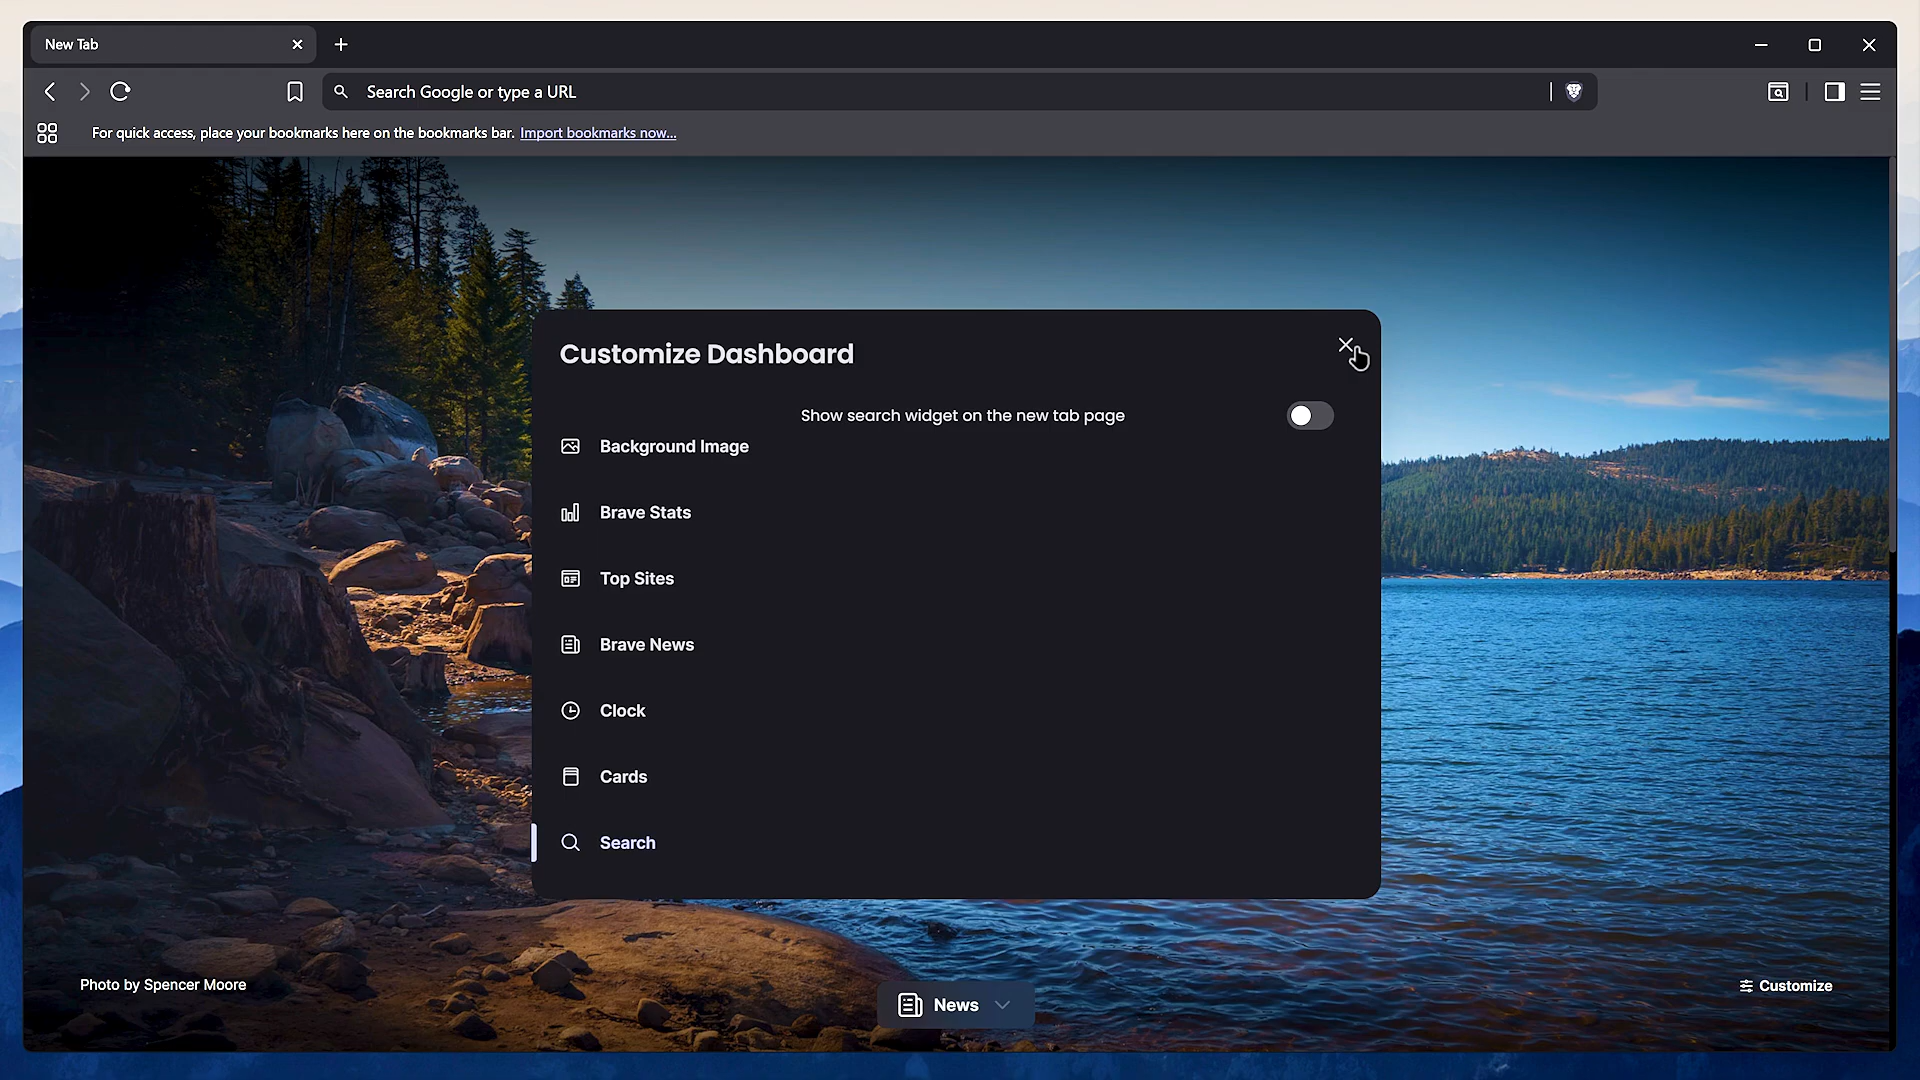 New Tab
Search Google or type a URL
For quick access, place your bookmarks here on the bookmarks bar. Import bookmarks now...
Customize Dashboard
Show search widget on the new tab page
Background Image
Brave Stats
Top Sites
Brave News
Clock
Cards
Search
Photo by Spencer Moore
Customize
News